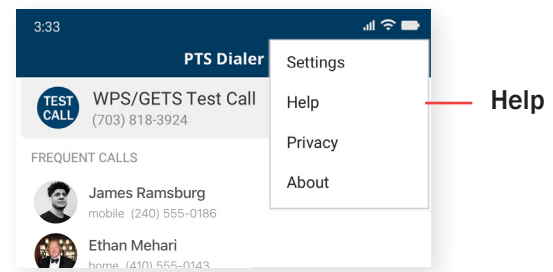 3:33
PTS Dialer
Settings
Help
Privacy
About
TEST
CALL
WPS/GETS Test Call
(703) 818-3924
FREQUENT CALLS
James Ramsburg
mobile (240) 555-0186
Ethan Mehari
home (410) 555-0143
Help